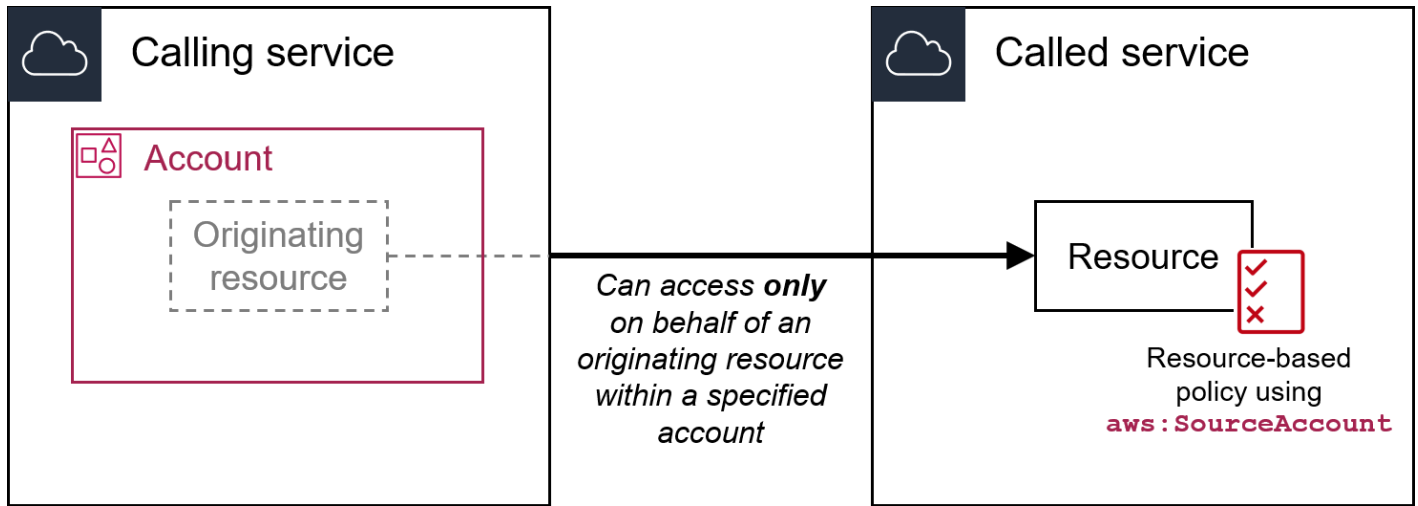 Calling service
Account
Originating
resource
Can access only
on behalf of an
originating resource
within a specified
account
Called service
Resource
Resource-based
policy using
aws:SourceAccount